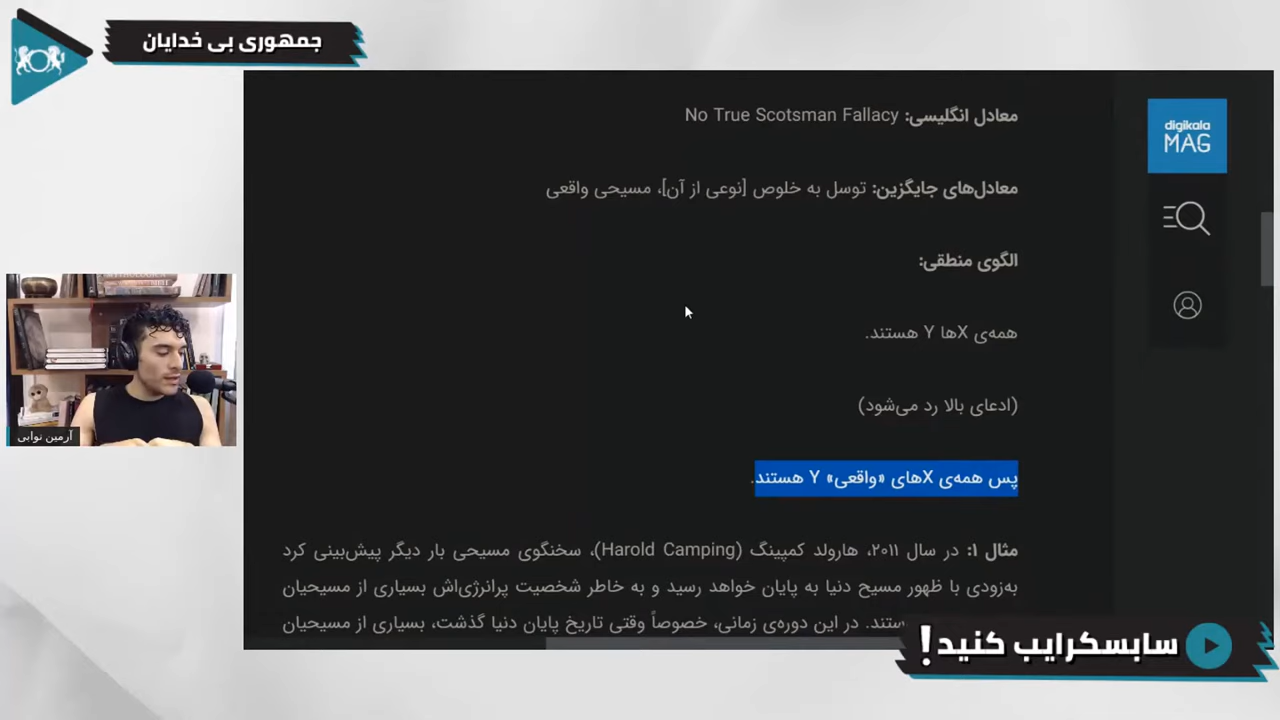 جمهوری بی خدایان
معادل انگلیسی: No True Scotsman Fallacy
digikala
MAG
معادل‌های جایگزین: توسل به خلوص [نوعی از آن]، مسیحی واقعی
الگوی منطقی:
همه‌ی Xها Y هستند.
(ادعای بالا رد می‌شود)
آرمین نوابی
پس همه‌ی Xهای «واقعی» Y هستند.
مثال ۱: در سال ۲۰۱۱، هارولد کمپینگ (Harold Camping)، سخنگوی مسیحی بار دیگر پیش‌بینی کرد
به‌زودی با ظهور مسیح دنیا به پایان خواهد رسید و به خاطر شخصیت پرانرژی‌اش بسیاری از مسیحیان
ستند. در این دوره‌ی زمانی، خصوصاً وقتی تاریخ پایان دنیا گذشت، بسیاری از مسیحیان
سابسکرایب کنید!